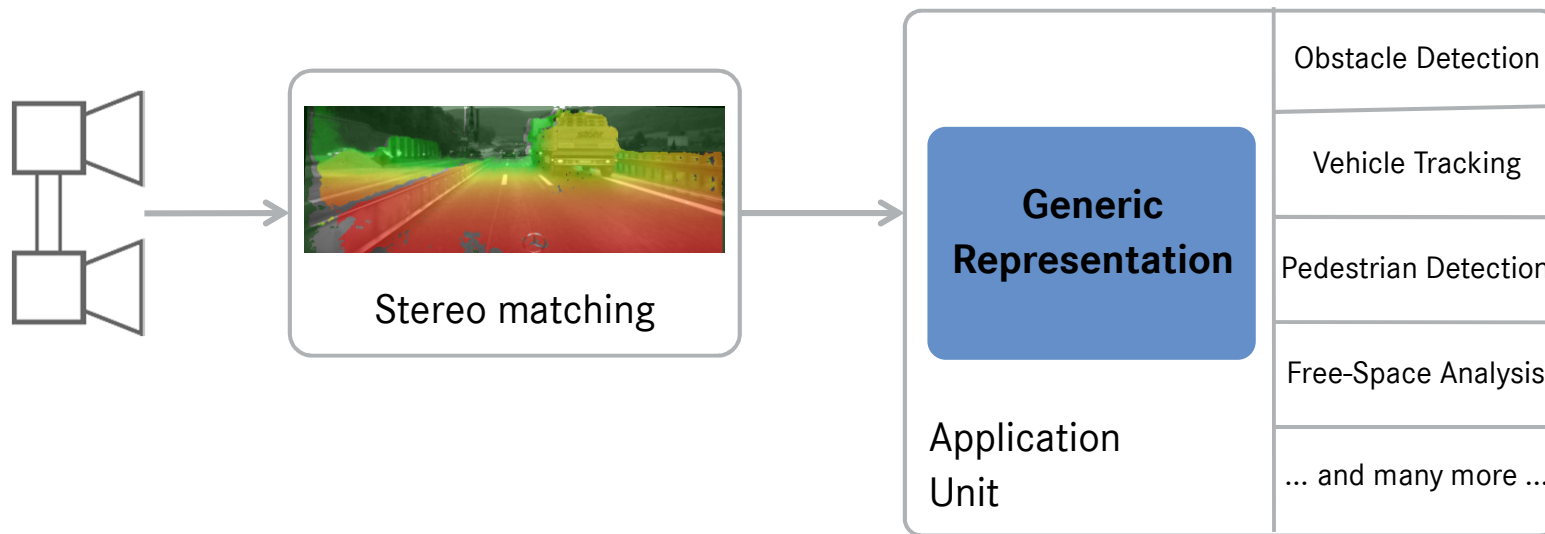 Stereo matching
Generic
Representation
Application
Unit
Obstacle Detection
Vehicle Tracking
Pedestrian Detection
Free-Space Analysis
... and many more ...